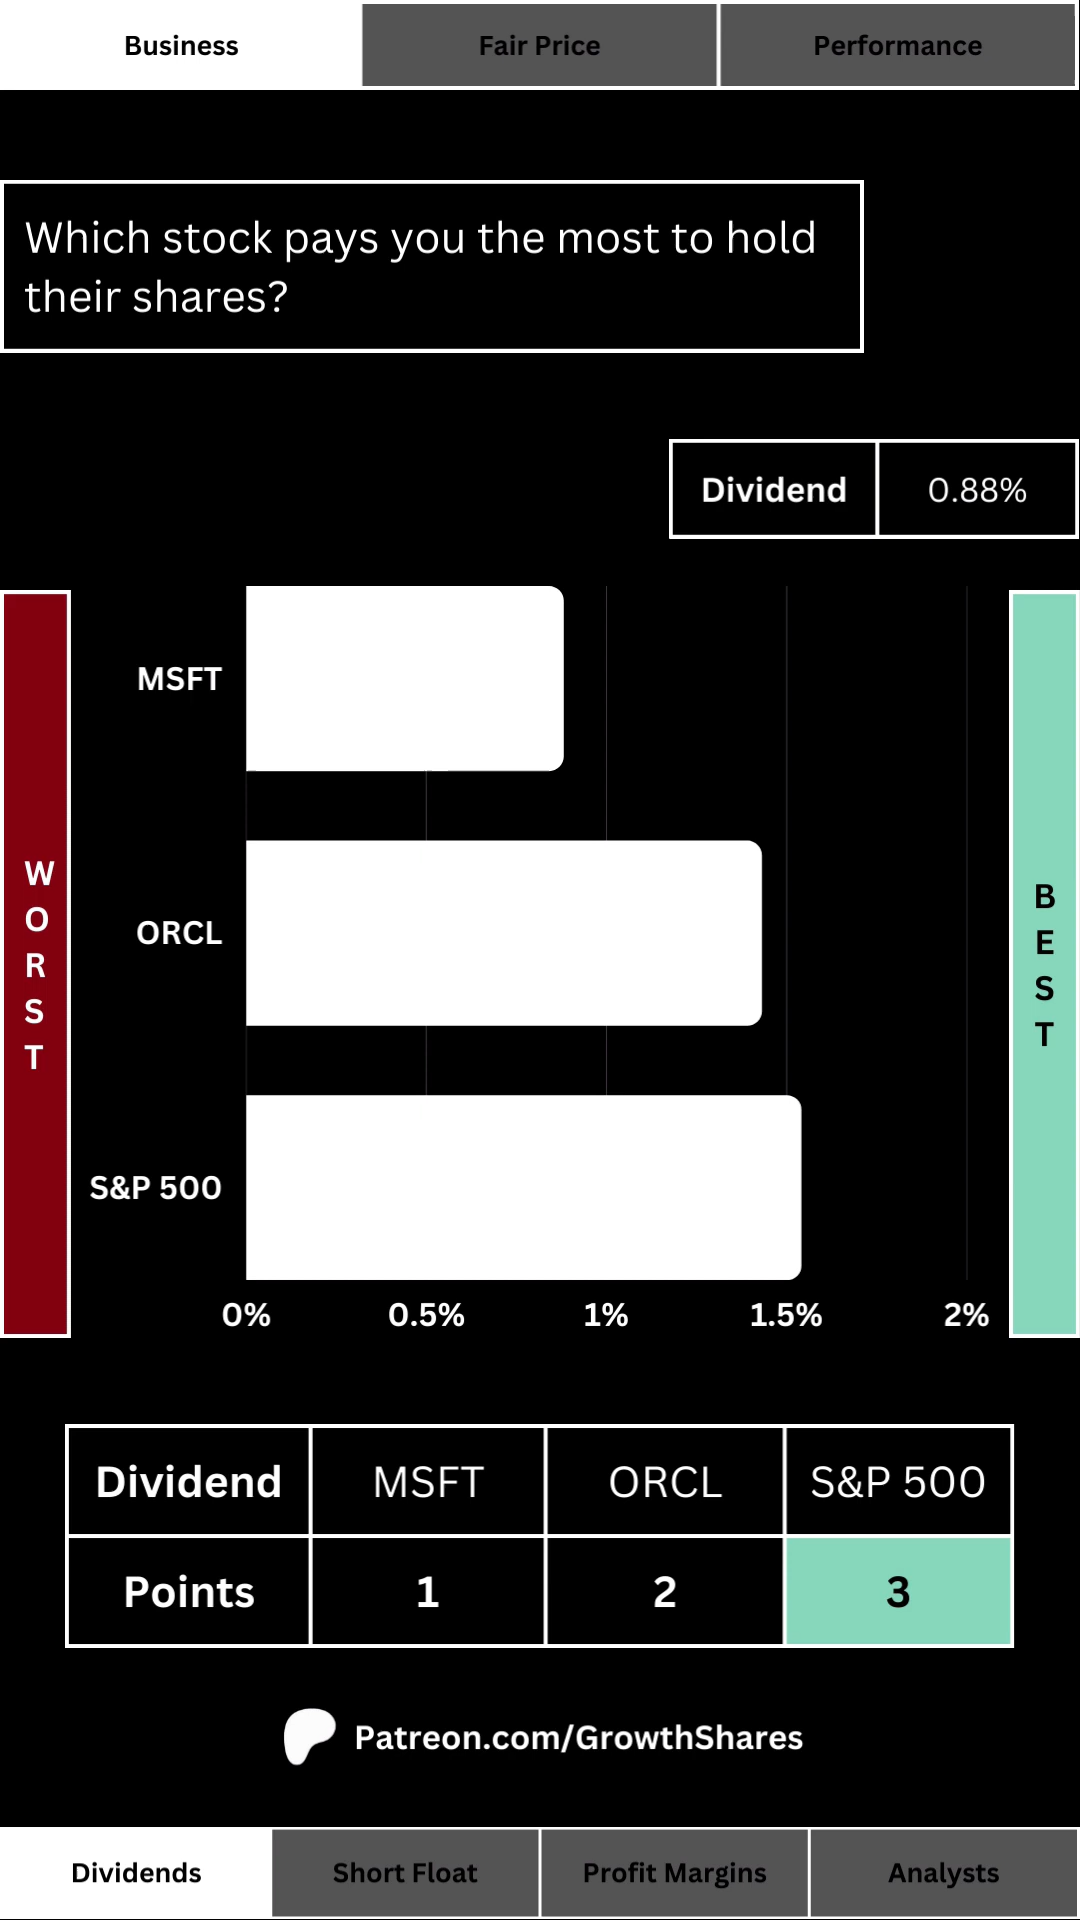 Business
Fair Price
Performance
Which stock pays you the most to hold
their shares?
Dividend
0.88%
MSFT
ORCL
S&P 500
0%
0.5%
1%
1.5%
2%
WORST
BEST
Dividend
MSFT
ORCL
S&P 500
Points
1
2
3
Patreon.com/GrowthShares
Dividends
Short Float
Profit Margins
Analysts